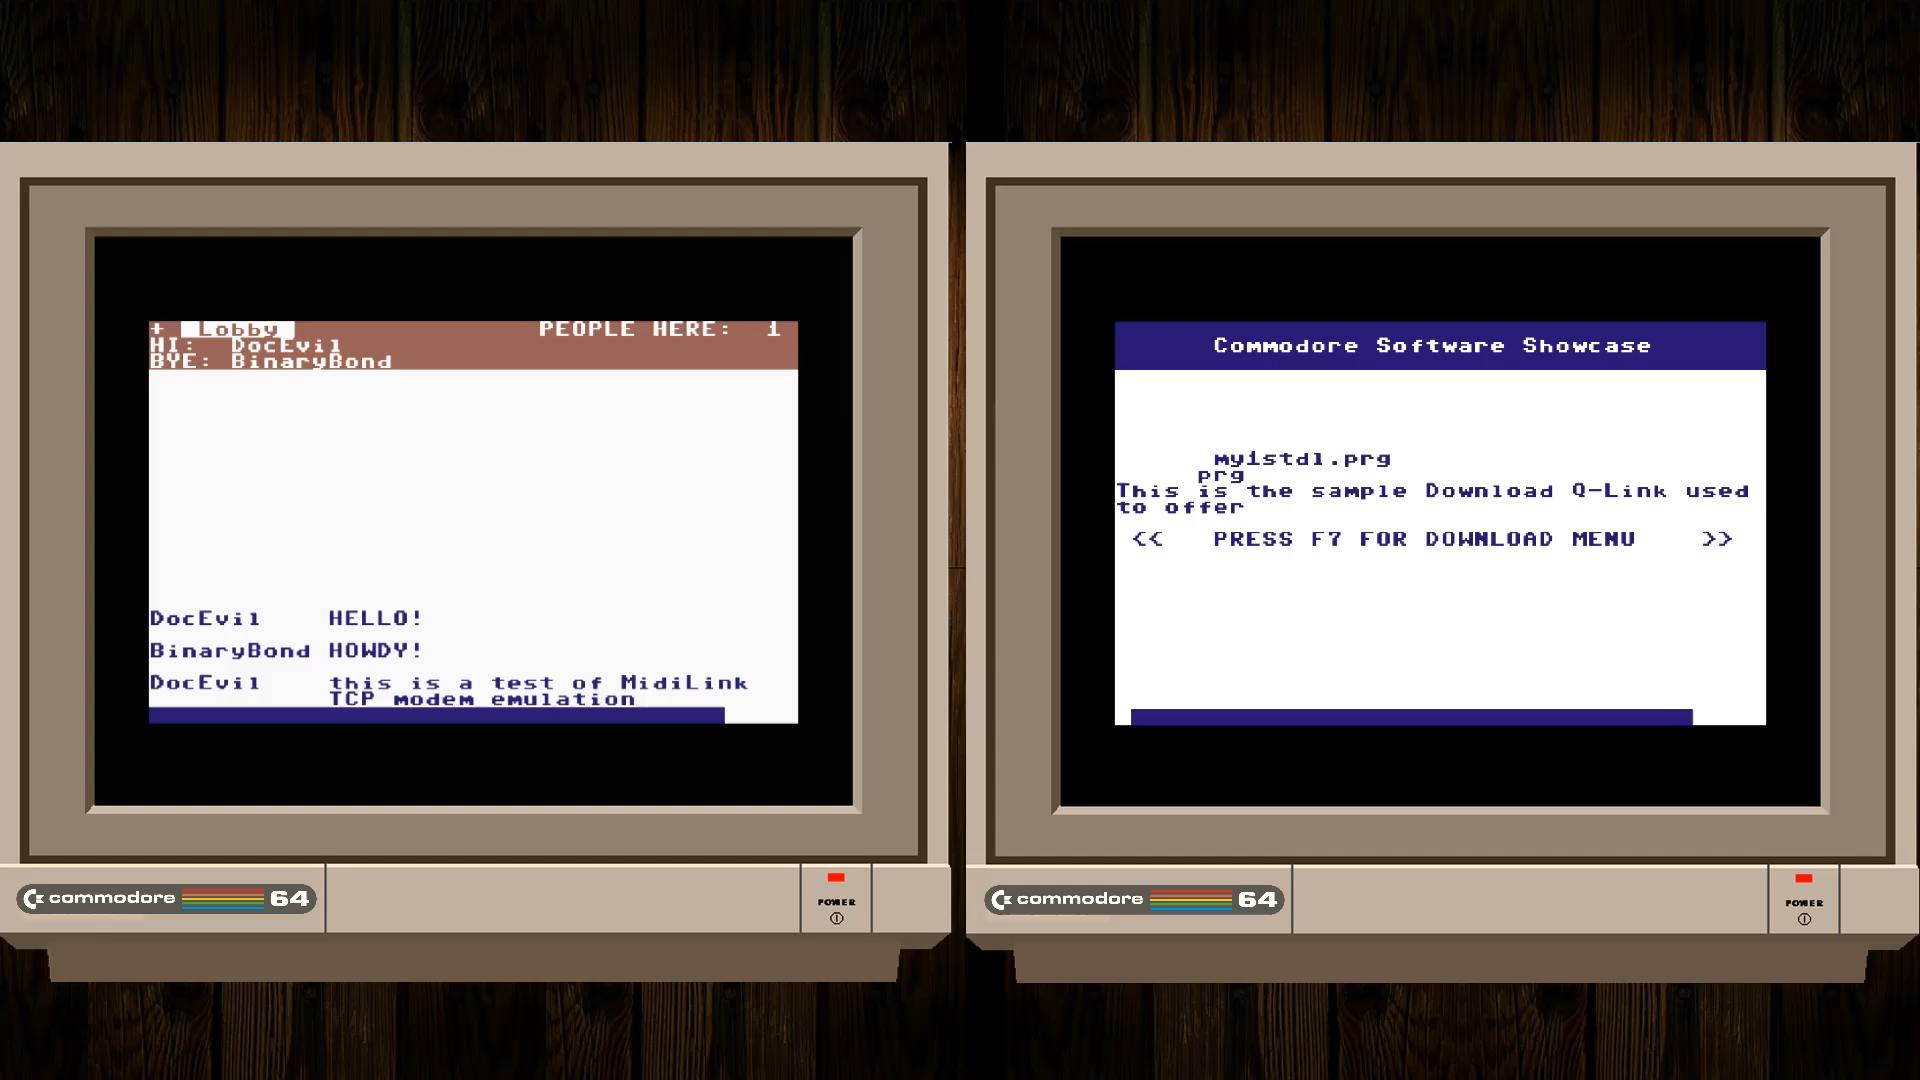 + Lobby PEOPLE HERE: 1
HI: DocEvil
BYE: BinaryBond
DocEvil HELLO!
BinaryBond HOWDY!
DocEvil this is a test of MidiLink
TCP modem emulation
commodore 64
POWER
Commodore Software Showcase
myistdl.prg
prg
This is the sample Download Q-Link used
to offer
<< PRESS F7 FOR DOWNLOAD MENU >>
commodore 64
POWER